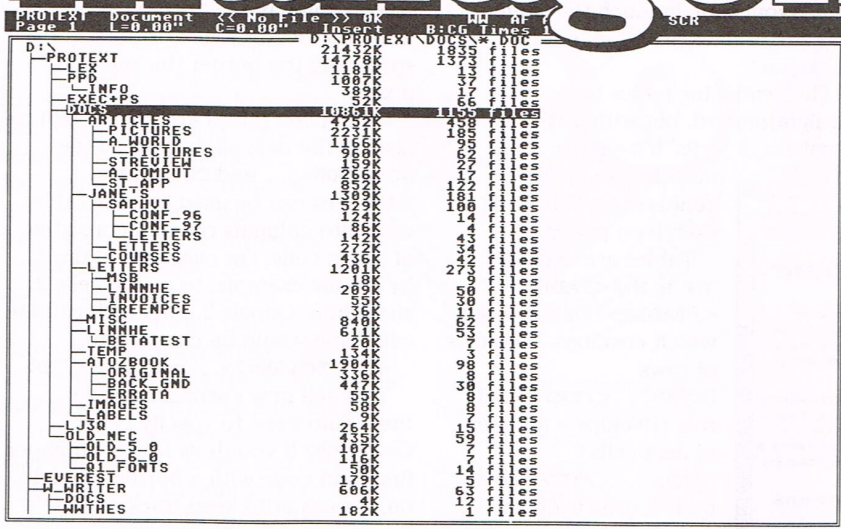 PROTEXT Document << No File >> OK WW AF SCR
Page 1 L=0.00" C=0.00" Insert B:CG Times
D:\PROTEXT\DOCS\*.DOC
D:\ 21432K 1835 files
PROTEXT 14778K 1373 files
LEX 1181K 13 files
PPD 1007K 37 files
INFO 389K 17 files
EXEC+PS 52K 66 files
DOCS 10861K 1155 files
ARTICLES 4752K 458 files
PICTURES 2231K 185 files
A_WORLD 1166K 95 files
PICTURES 960K 62 files
STREVIEW 159K 27 files
A_COMPUT 266K 17 files
ST_APP 852K 122 files
JANE'S 1309K 181 files
SAPHVT 529K 100 files
CONF_96 124K 14 files
CONF_97 86K 4 files
LETTERS 142K 43 files
LETTERS 272K 34 files
COURSES 436K 42 files
LETTERS 1201K 273 files
MSB 18K 9 files
LINNHE 209K 50 files
INVOICES 55K 30 files
GREENPCE 36K 11 files
MISC 840K 62 files
LINNHE 611K 53 files
BETATEST 20K 7 files
TEMP 134K 3 files
ATOZBOOK 1904K 98 files
ORIGINAL 336K 8 files
BACK_GND 447K 30 files
ERRATA 55K 8 files
IMAGES 58K 8 files
LABELS 9K 7 files
LJ3Q 264K 15 files
OLD_NEC 435K 59 files
OLD_5_0 107K 7 files
OLD_6_0 116K 7 files
Q1_FONTS 50K 14 files
EVEREST 179K 5 files
W_WRITER 606K 63 files
DOCS 4K 2 files
WWTHES 182K 1 files